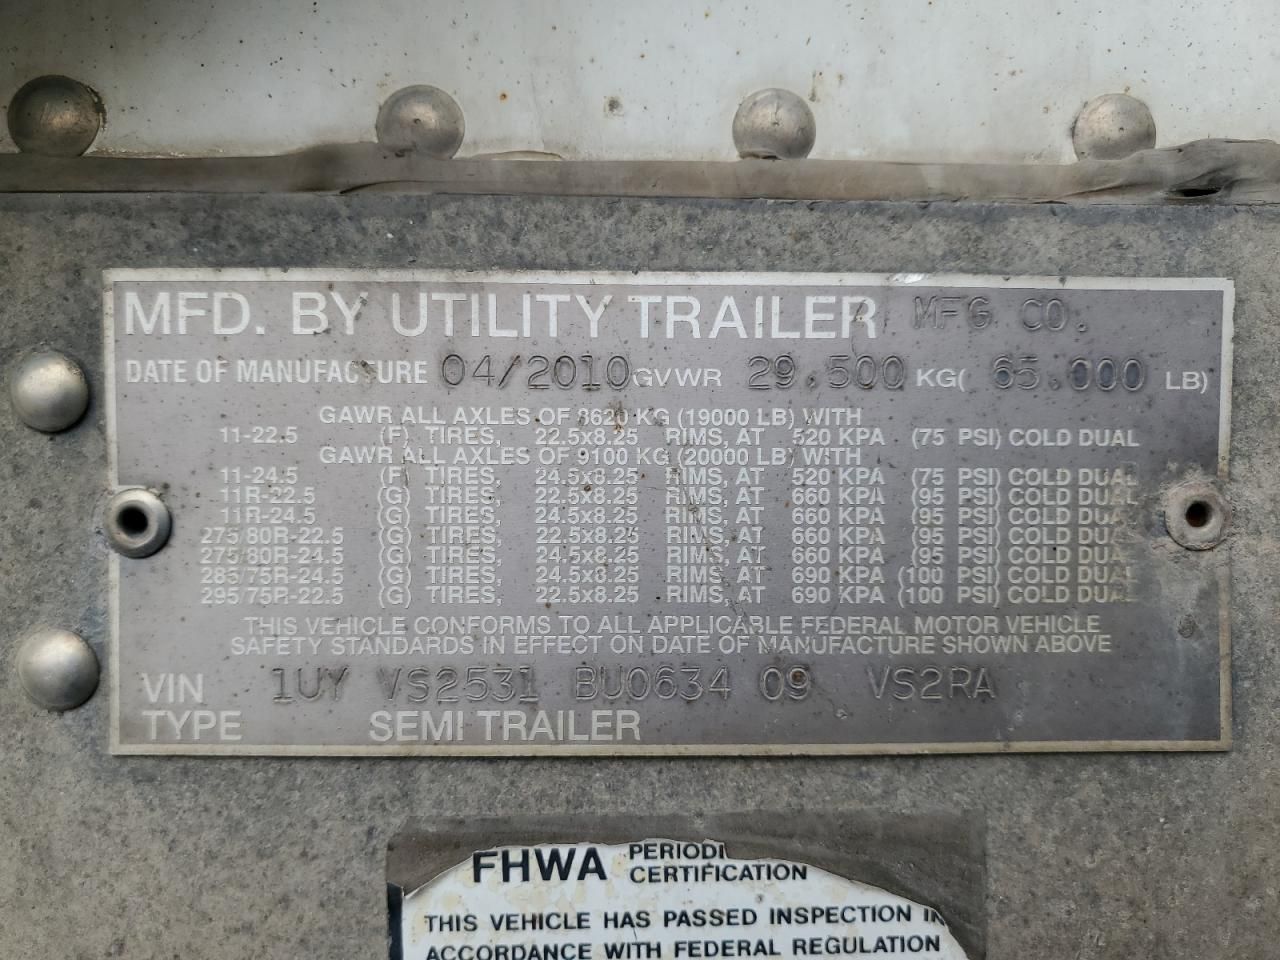 MFD. BY UTILITY TRAILER MFG CO.
DATE OF MANUFACTURE 04/2010 GVWR 29.500 KG( 65.000 LB)
GAWR ALL AXLES OF 8620 KG (19000 LB) WITH
11-22.5 (F) TIRES, 22.5x8.25 RIMS, AT 520 KPA (75 PSI) COLD DUAL
GAWR ALL AXLES OF 9100 KG (20000 LB) WITH
11-24.5 (F) TIRES, 24.5x8.25 RIMS, AT 520 KPA (75 PSI) COLD DUAL
11R-22.5 (G) TIRES, 22.5x8.25 RIMS, AT 660 KPA (95 PSI) COLD DUAL
11R-24.5 (G) TIRES, 24.5x8.25 RIMS, AT 660 KPA (95 PSI) COLD DUAL
275/80R-22.5 (G) TIRES, 22.5x8.25 RIMS, AT 660 KPA (95 PSI) COLD DUAL
275/80R-24.5 (G) TIRES, 24.5x8.25 RIMS, AT 660 KPA (95 PSI) COLD DUAL
285/75R-24.5 (G) TIRES, 24.5x8.25 RIMS, AT 690 KPA (100 PSI) COLD DUAL
295/75R-22.5 (G) TIRES, 22.5x8.25 RIMS, AT 690 KPA (100 PSI) COLD DUAL
THIS VEHICLE CONFORMS TO ALL APPLICABLE FEDERAL MOTOR VEHICLE
SAFETY STANDARDS IN EFFECT ON DATE OF MANUFACTURE SHOWN ABOVE
VIN 1UY VS2531 BU0634 09 VS2RA
TYPE SEMI TRAILER
FHWA PERIODI
CERTIFICATION
THIS VEHICLE HAS PASSED INSPECTION IN
ACCORDANCE WITH FEDERAL REGULATION